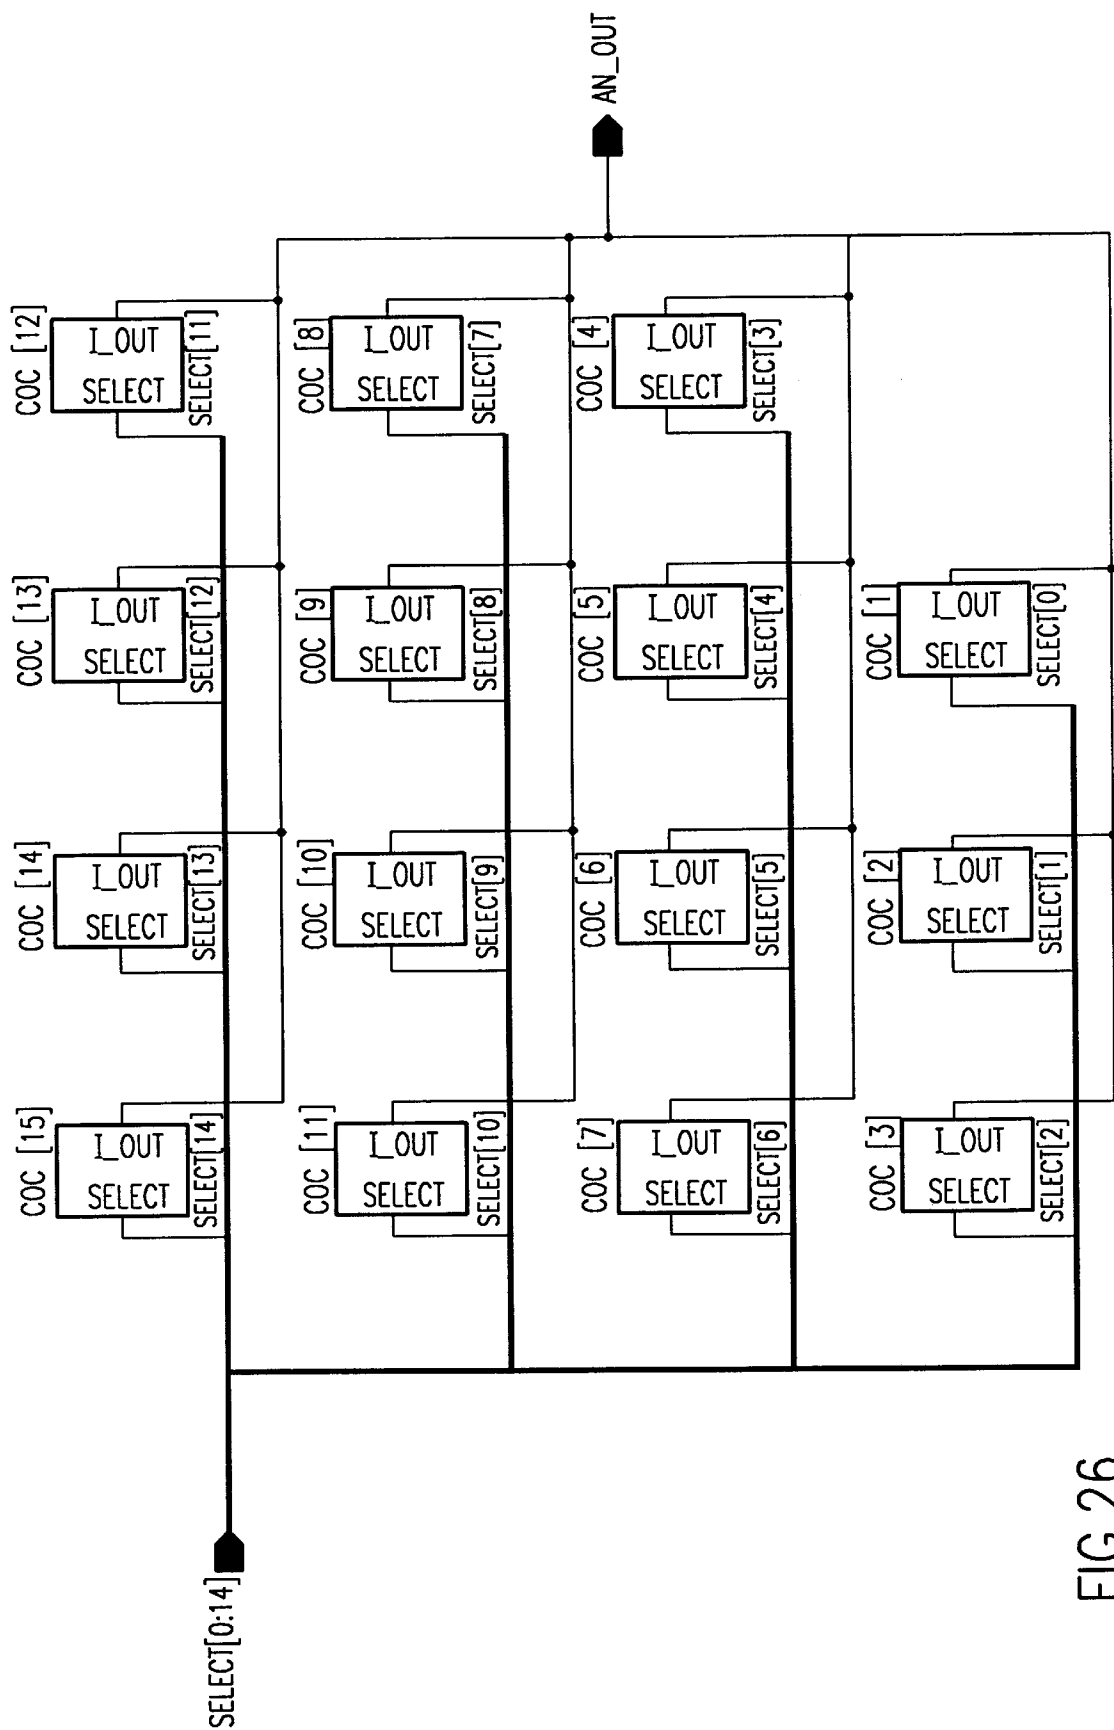 SELECT[0:14]
COC [15]
I_OUT
SELECT
SELECT[14]
COC [14]
I_OUT
SELECT
SELECT[13]
COC [13]
I_OUT
SELECT
SELECT[12]
COC [12]
I_OUT
SELECT
SELECT[11]
COC [11]
I_OUT
SELECT
SELECT[10]
COC [10]
I_OUT
SELECT
SELECT[9]
COC [9]
I_OUT
SELECT
SELECT[8]
COC [8]
I_OUT
SELECT
SELECT[7]
AN_OUT
COC [7]
I_OUT
SELECT
SELECT[6]
COC [6]
I_OUT
SELECT
SELECT[5]
COC [5]
I_OUT
SELECT
SELECT[4]
COC [4]
I_OUT
SELECT
SELECT[3]
COC [3]
I_OUT
SELECT
SELECT[2]
COC [2]
I_OUT
SELECT
SELECT[1]
COC [1]
I_OUT
SELECT
SELECT[0]
FIG 26